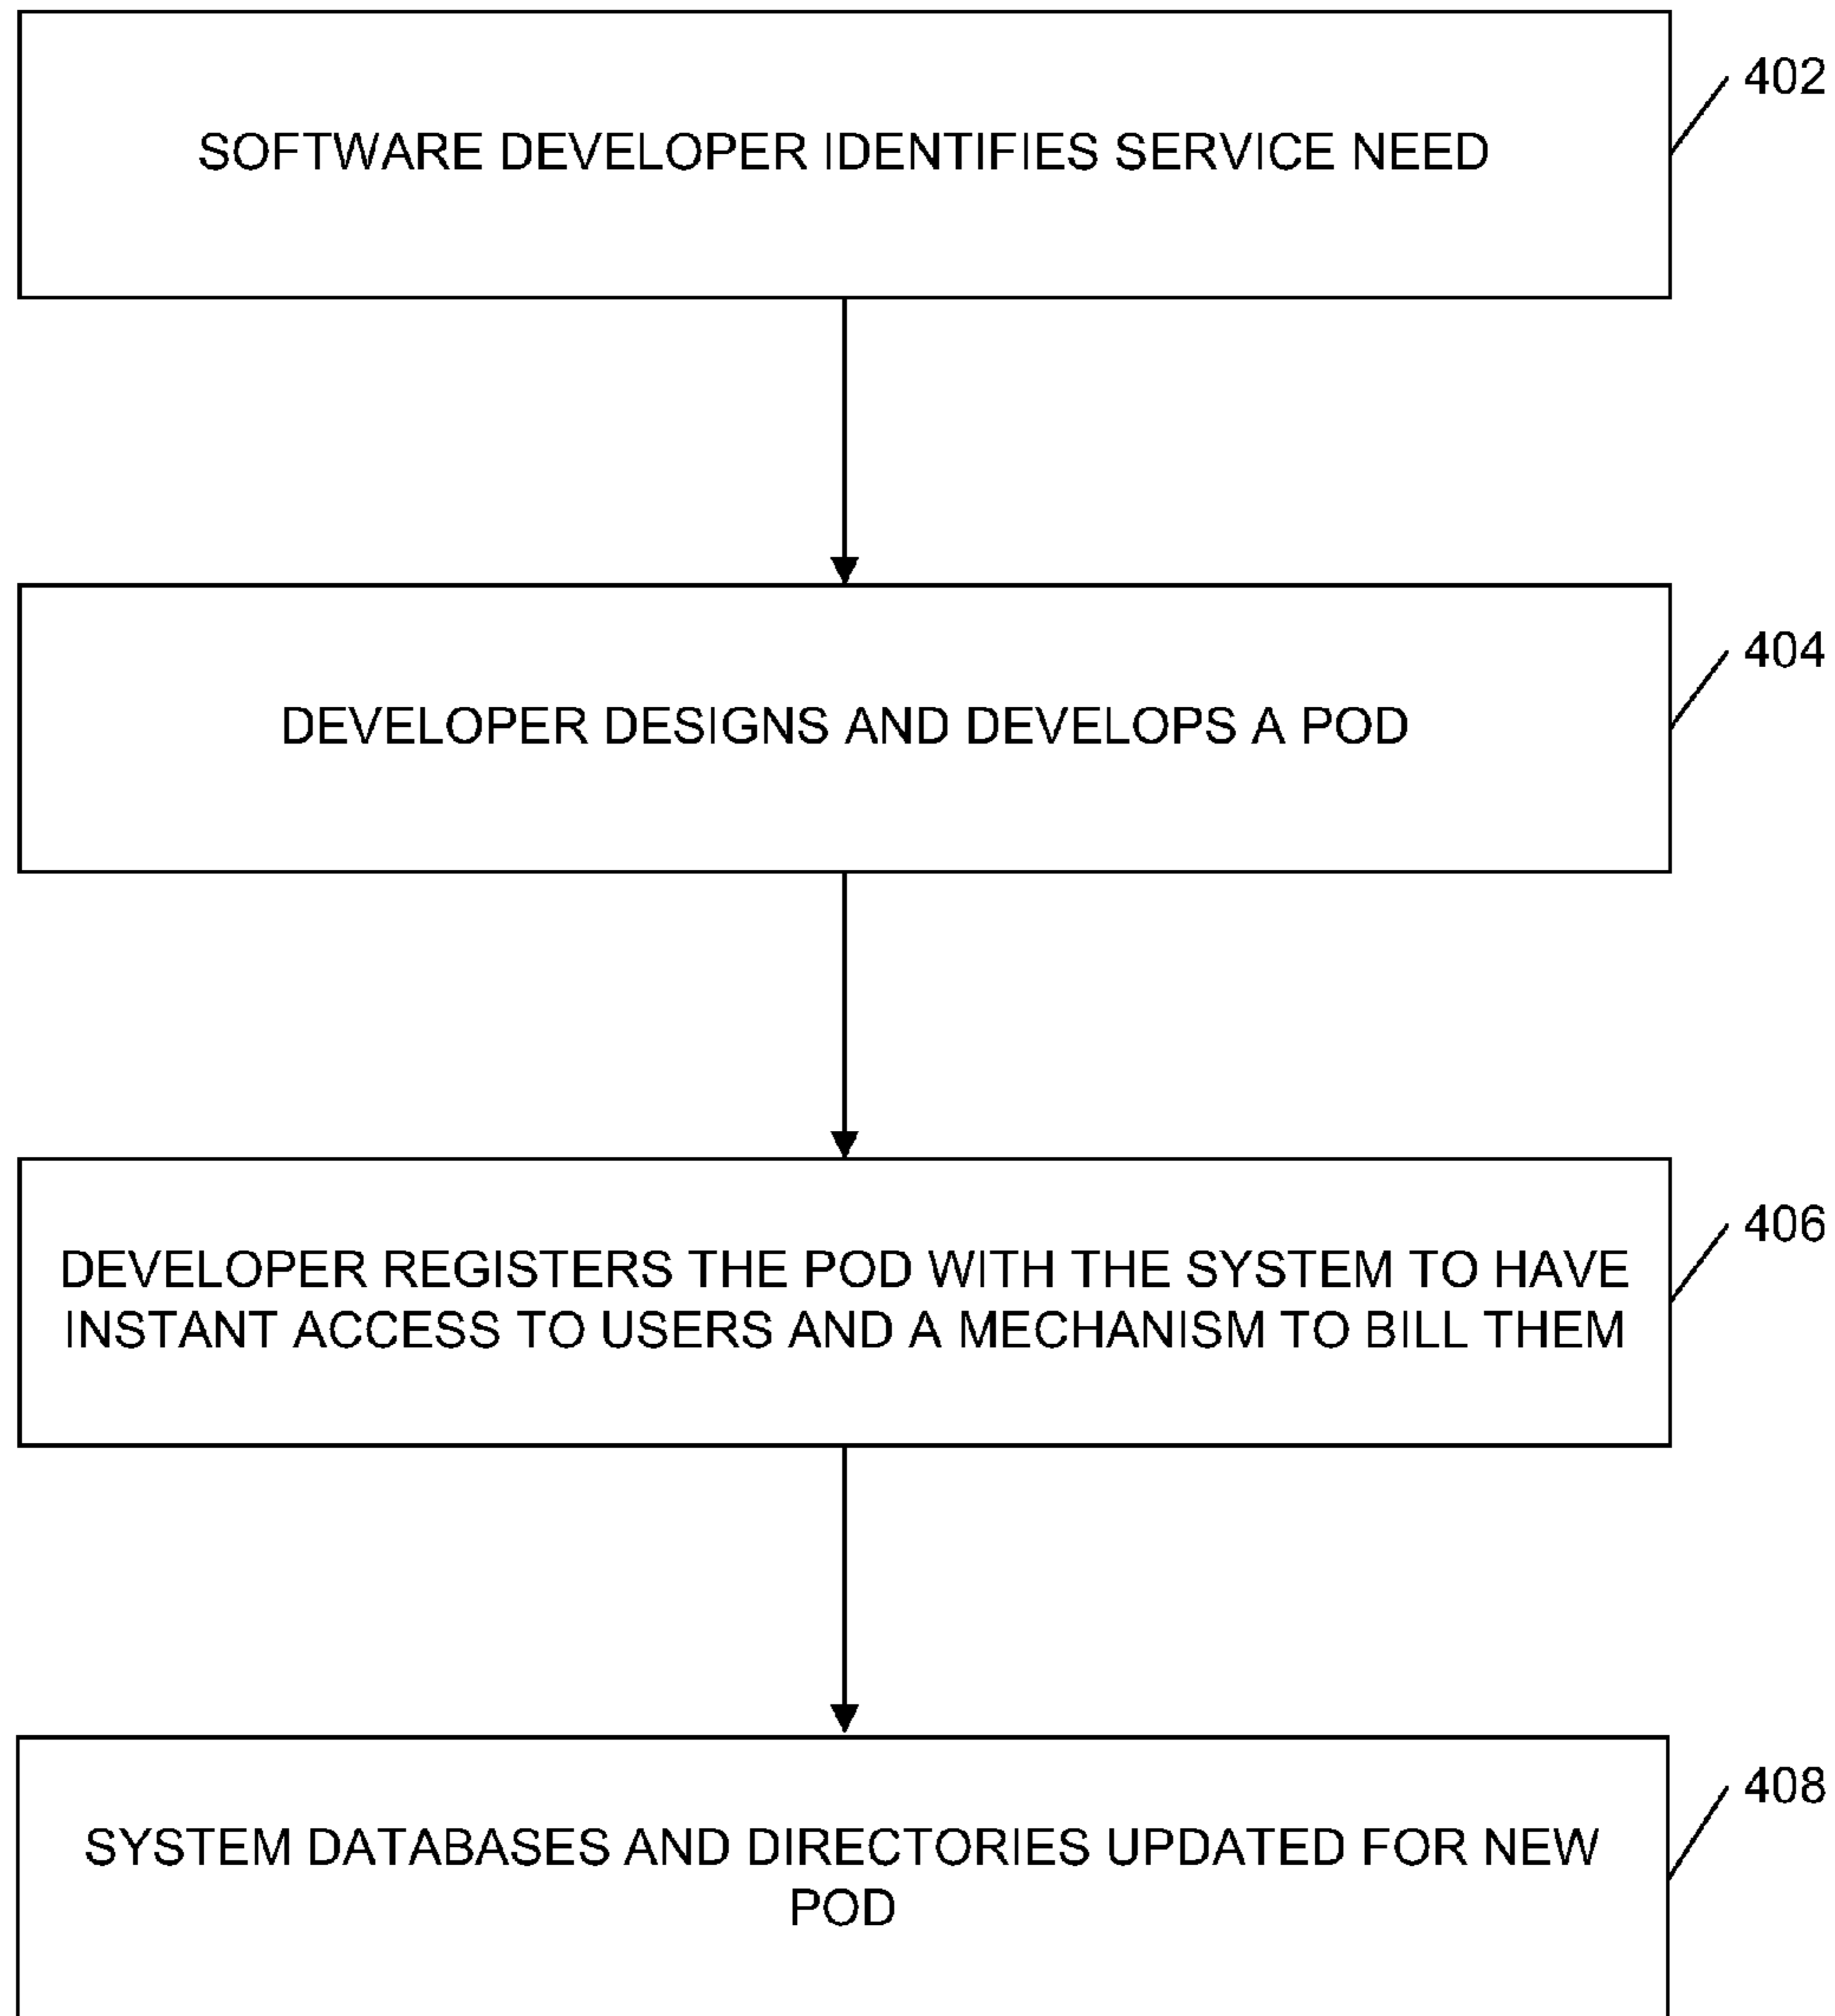 402
SOFTWARE DEVELOPER IDENTIFIES SERVICE NEED
404
DEVELOPER DESIGNS AND DEVELOPS A POD
406
DEVELOPER REGISTERS THE POD WITH THE SYSTEM TO HAVE
INSTANT ACCESS TO USERS AND A MECHANISM TO BILL THEM
408
SYSTEM DATABASES AND DIRECTORIES UPDATED FOR NEW
POD